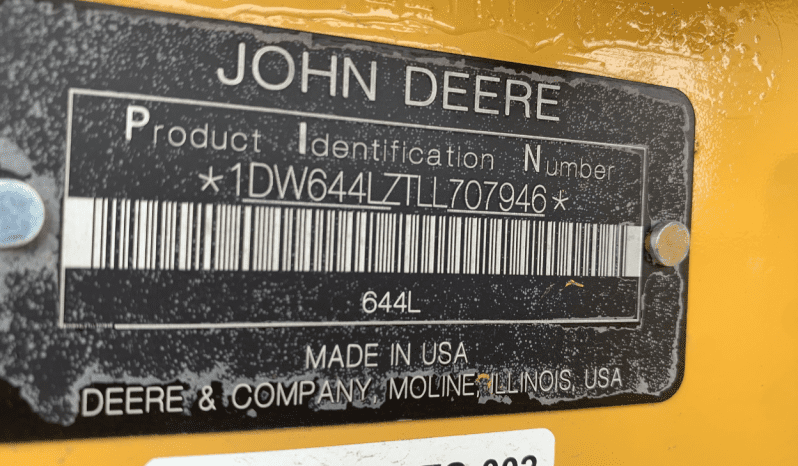 JOHN DEERE
Product Identification Number
*1DW644LZTLL707946*
644L
MADE IN USA
DEERE & COMPANY, MOLINE, ILLINOIS, USA